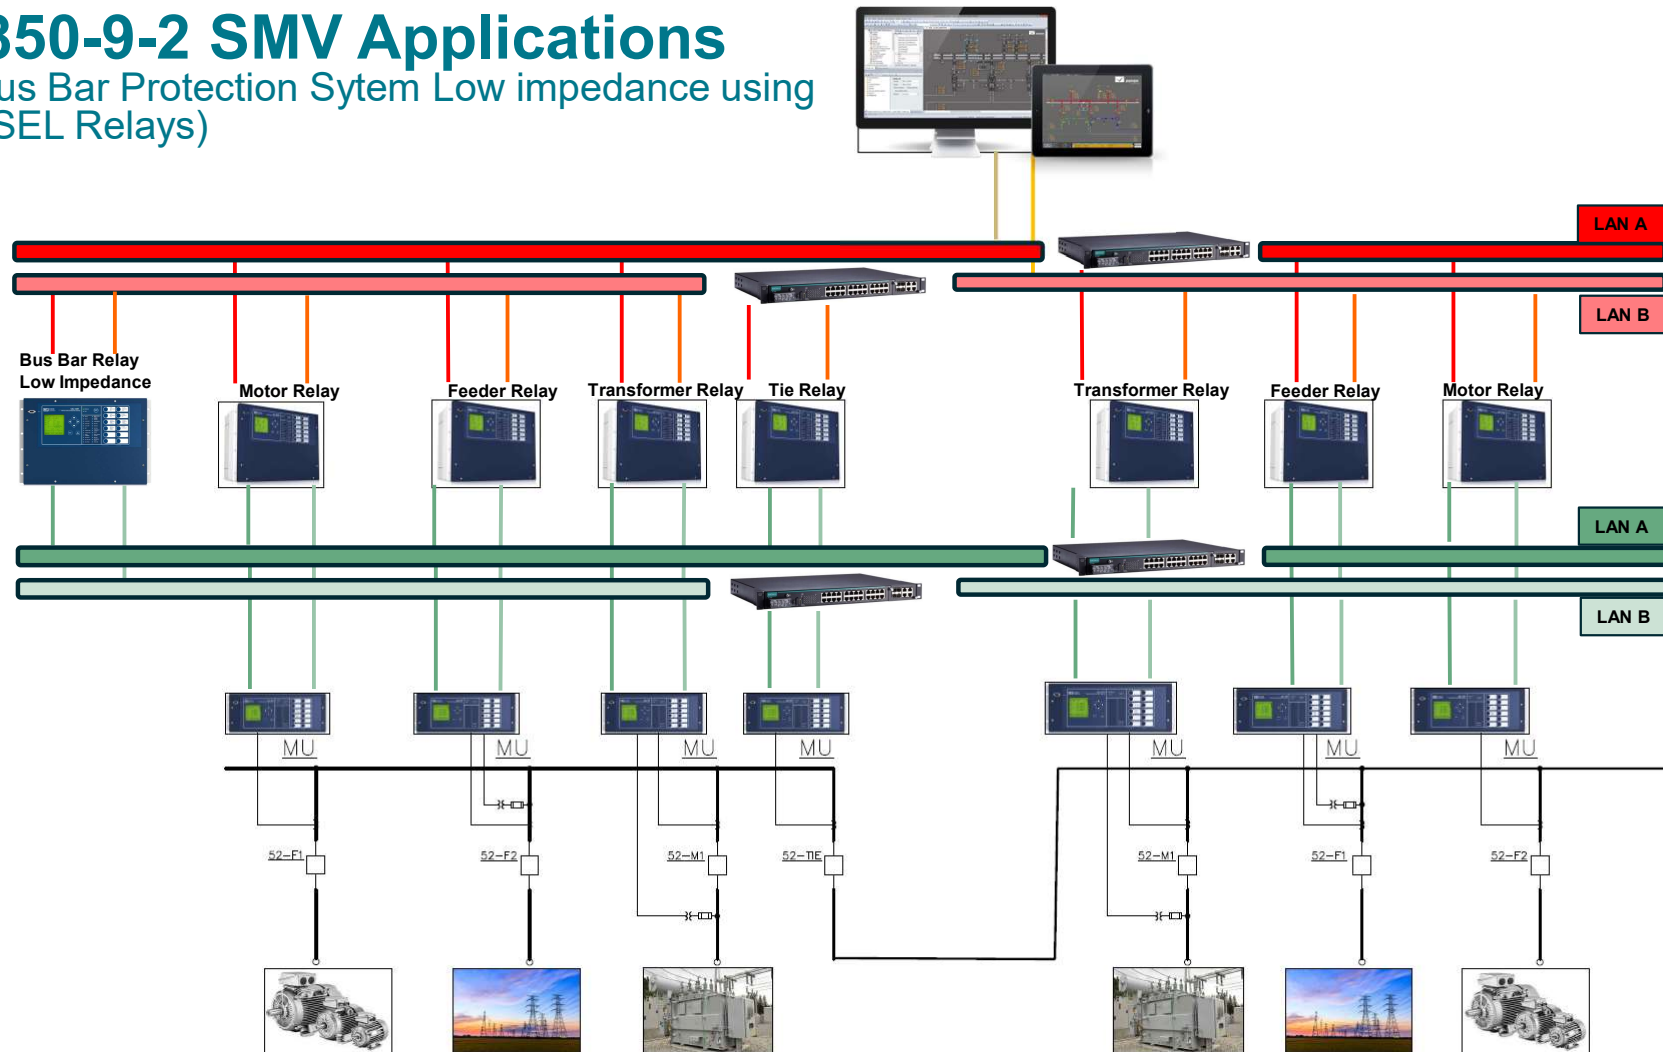 850-9-2 SMV Applications
us Bar Protection Sytem Low impedance using
SEL Relays)
LAN A
LAN B
Bus Bar Relay
Low Impedance
Motor Relay
Feeder Relay
Transformer Relay
Tie Relay
Transformer Relay
Feeder Relay
Motor Relay
LAN A
LAN B
MU
MU
MU
MU
MU
MU
MU
52-F1
52-F2
52-M1
52-TIE
52-M1
52-F1
52-F2